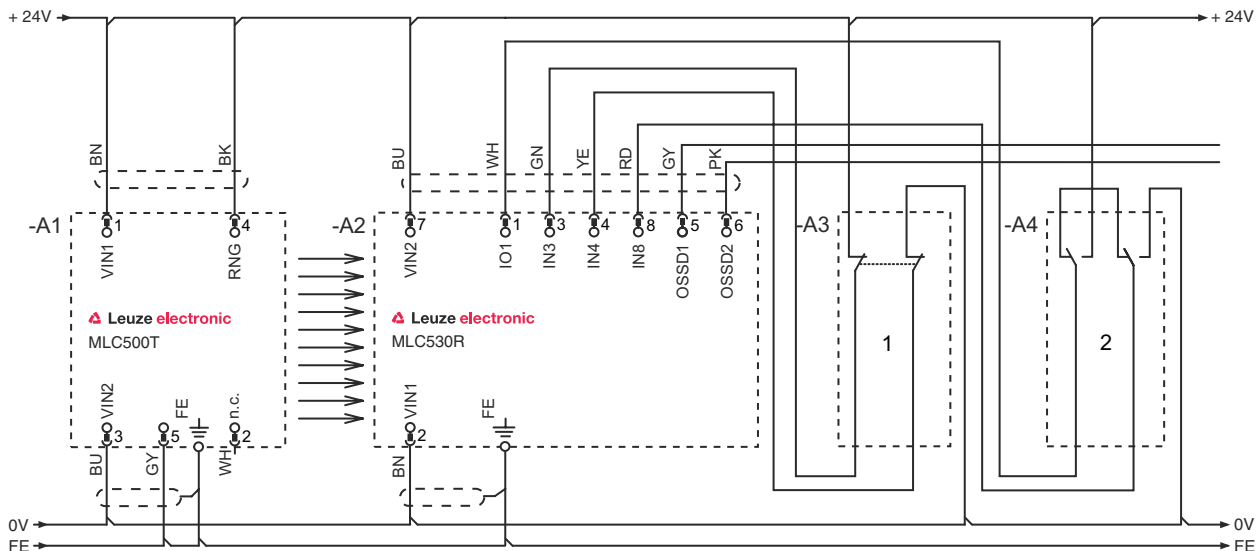 + 24V
+ 24V
BN
BK
BU
WH
GN
YE
RD
GY
PK
-A1
1
4
-A2
7
1
3
4
8
5
6
-A3
-A4
VIN1
RNG
VIN2
IO1
IN3
IN4
IN8
OSSD1
OSSD2
Leuze electronic
MLC500T
Leuze electronic
MLC530R
1
2
VIN2
FE
n.c.
VIN1
FE
3
5
2
2
BU
GY
WH
BN
0V
0V
FE
FE